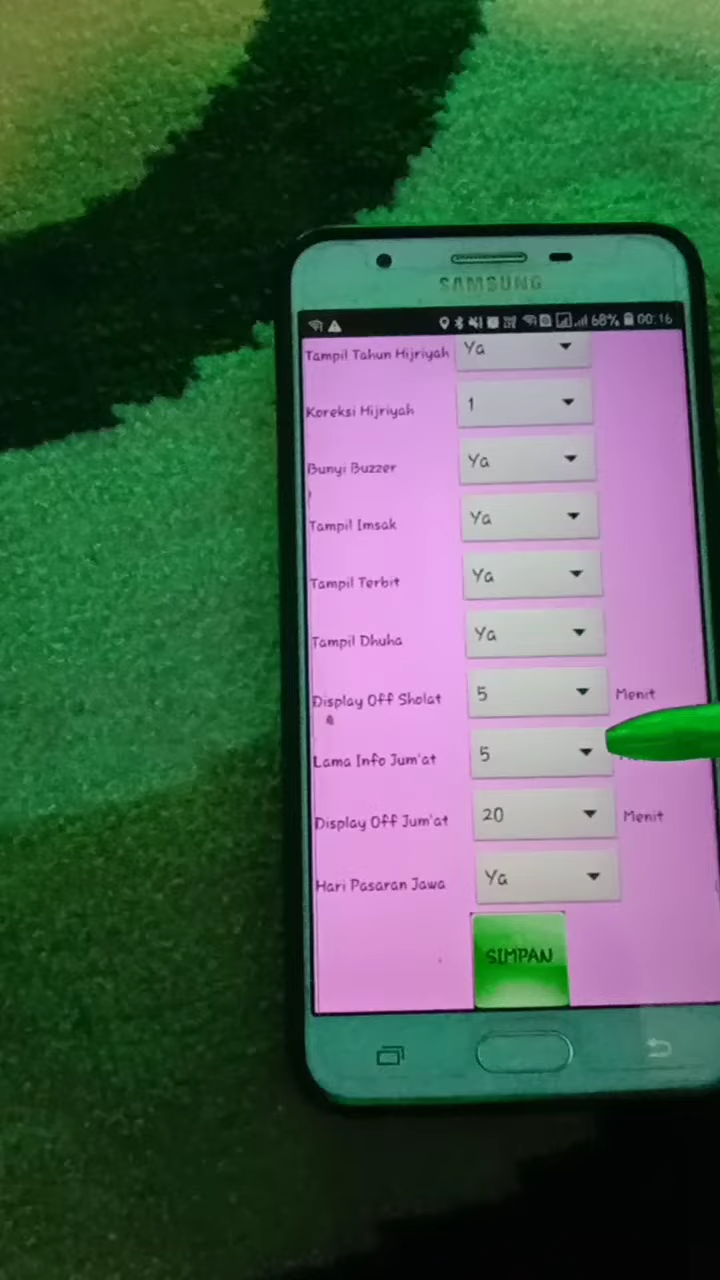 SAMSUNG
68% 00:16
Tampil Tahun Hijriyah Ya
Koreksi Hijriyah 1
Bunyi Buzzer Ya
Tampil Imsak Ya
Tampil Terbit Ya
Tampil Dhuha Ya
Display Off Sholat 5 Menit
Lama Info Jum'at 5
Display Off Jum'at 20 Menit
Hari Pasaran Jawa Ya
SIMPAN